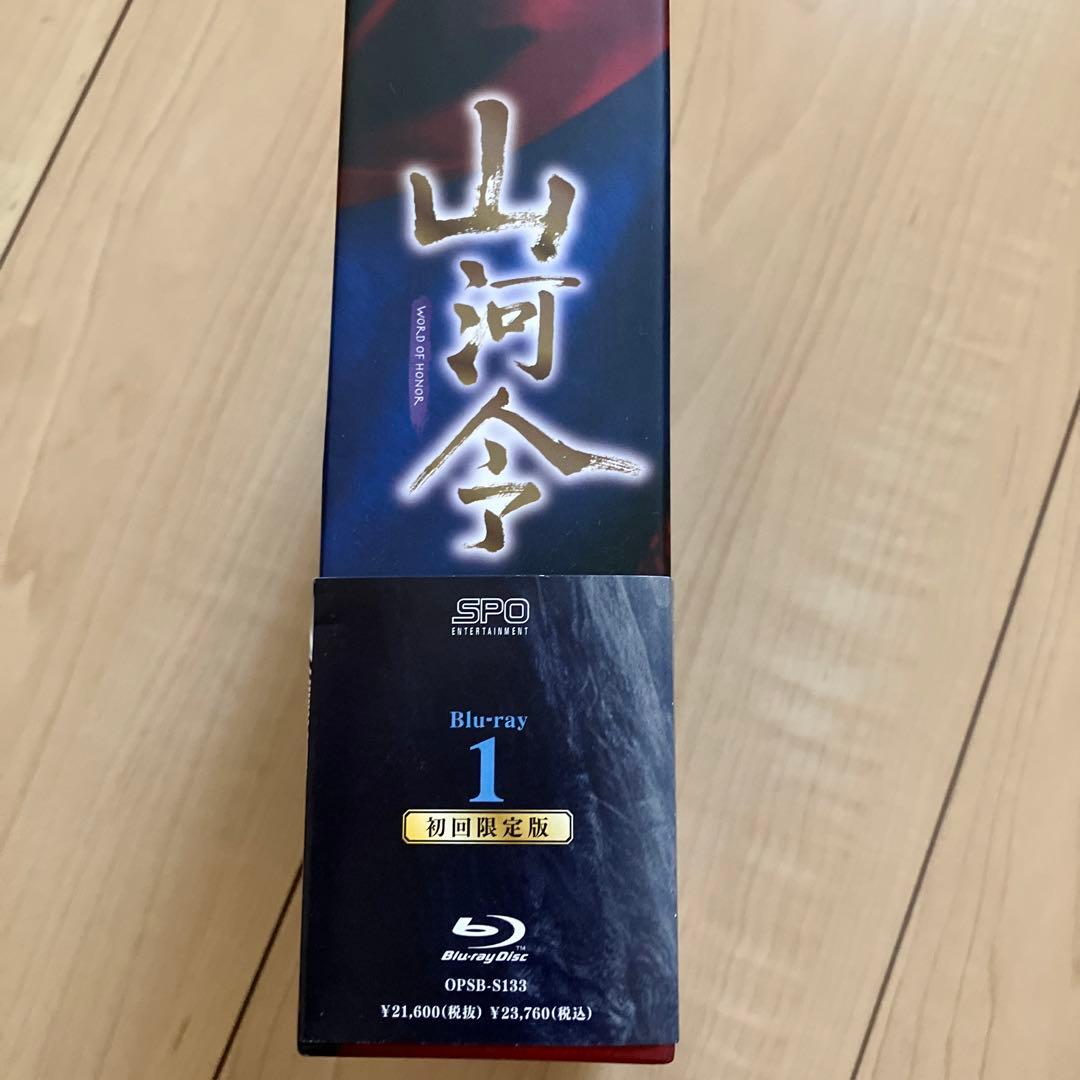 山河令
WORD OF HONOR
SPO
ENTERTAINMENT
Blu-ray
1
初回限定版
Blu-ray Disc™
OPSB-S133
¥21,600(税抜) ¥23,760(税込)